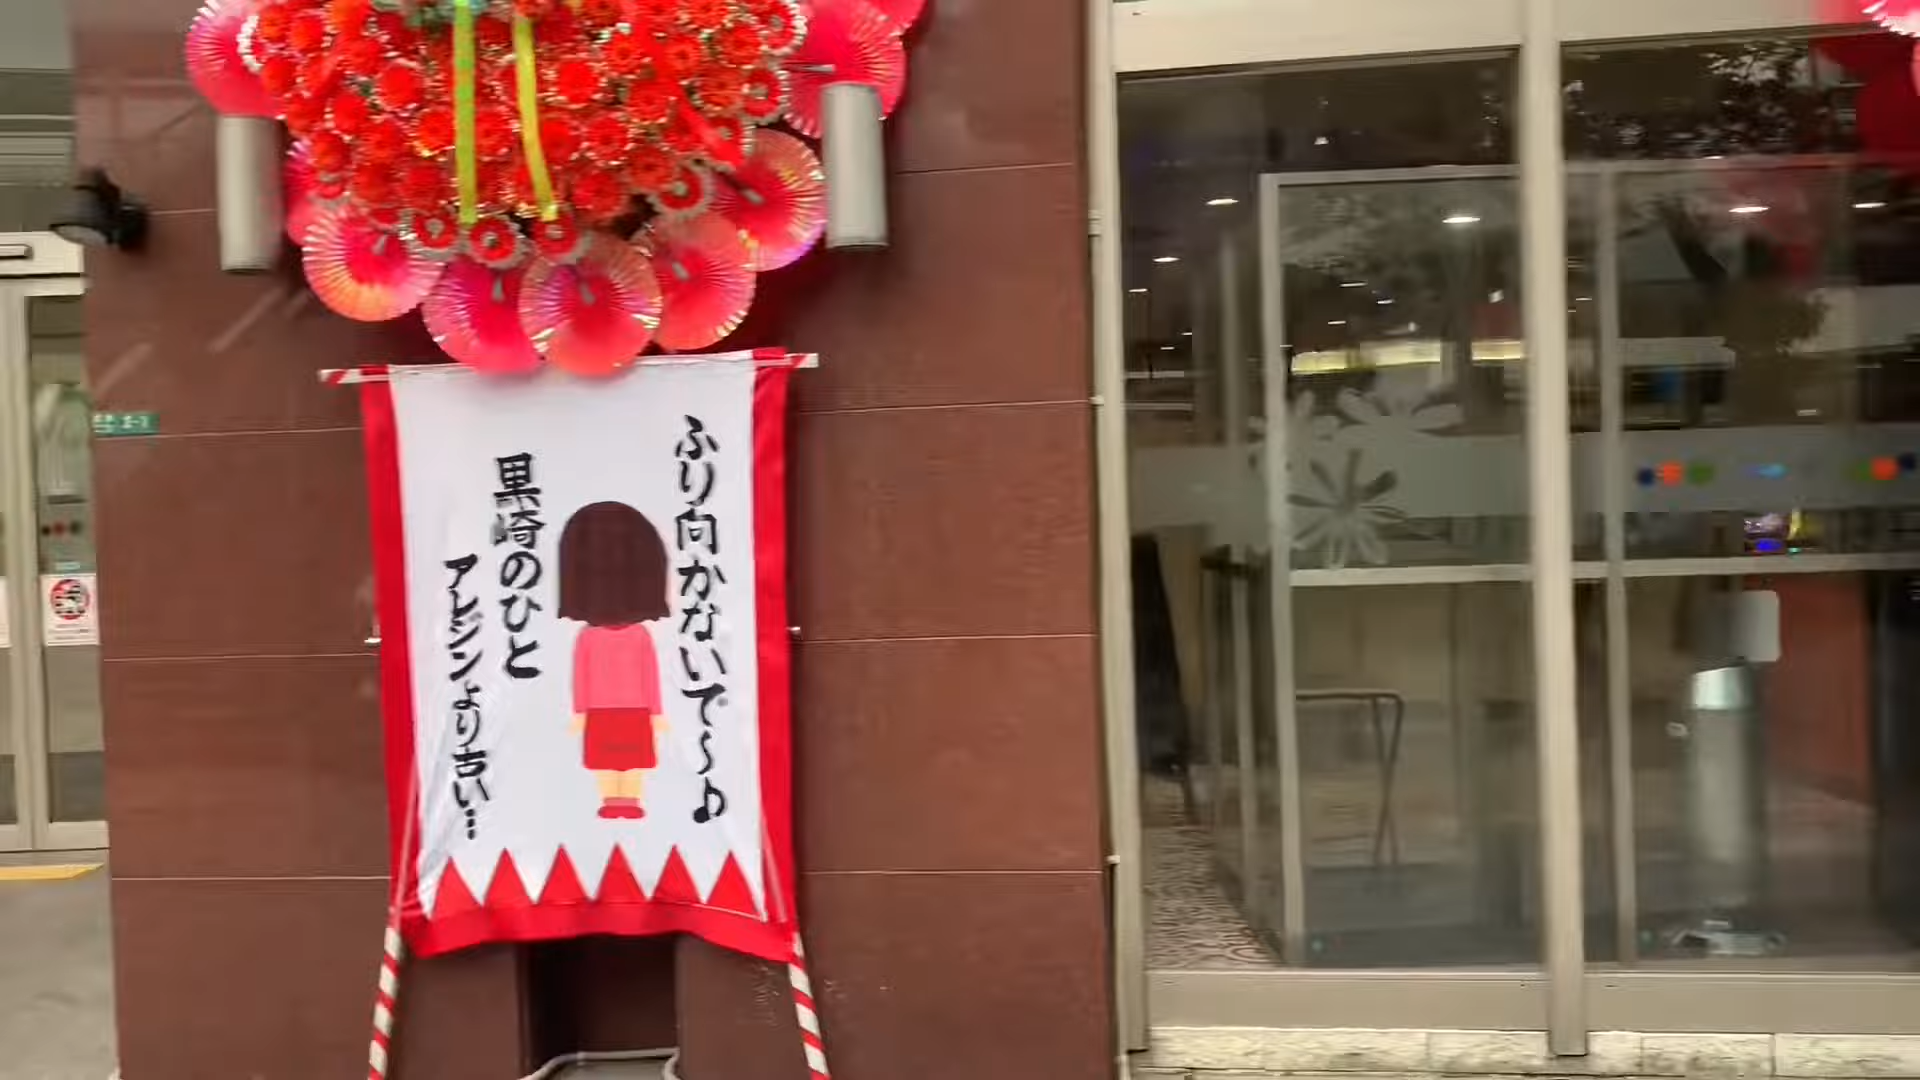 ふり向かないで〜♪
黒崎のひと
アレジンより古い…